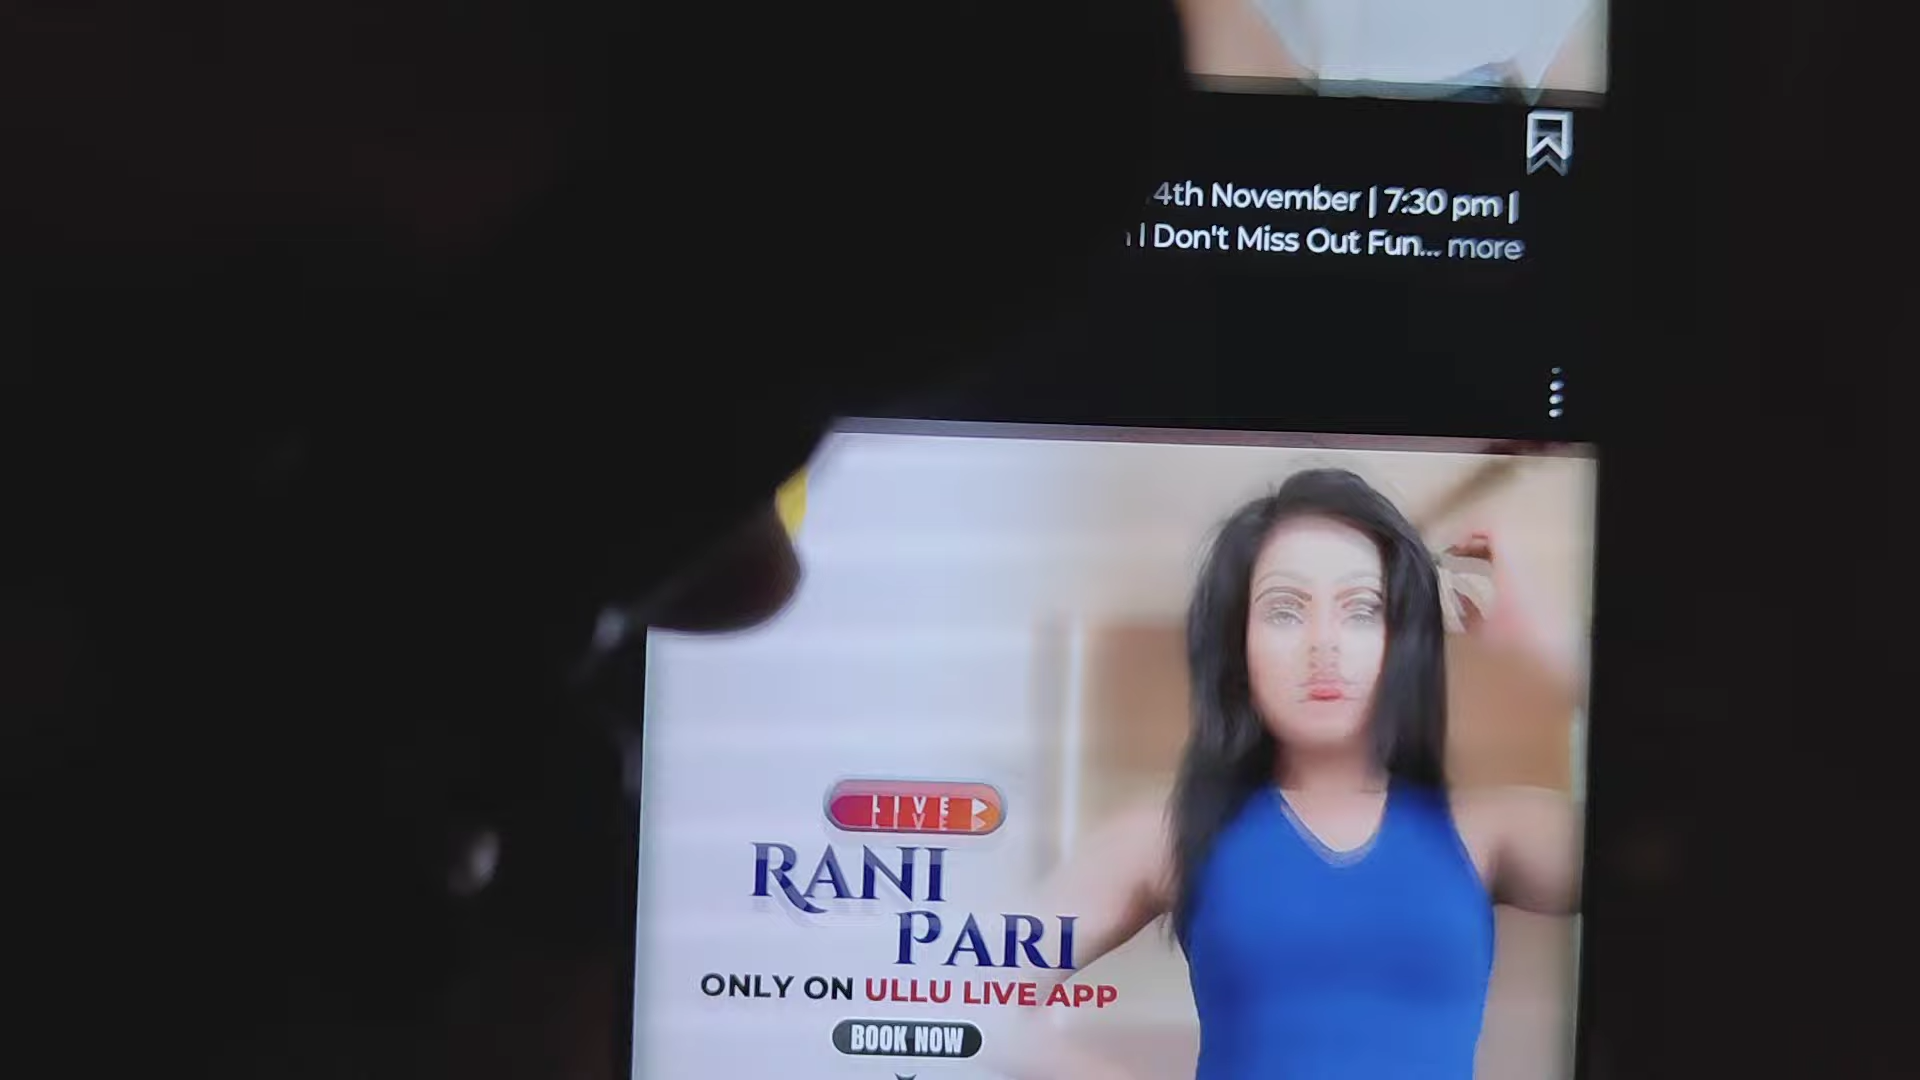 4th November | 7:30 pm |
| Don't Miss Out Fun... more
LIVE
RANI
PARI
ONLY ON ULLU LIVE APP
BOOK NOW